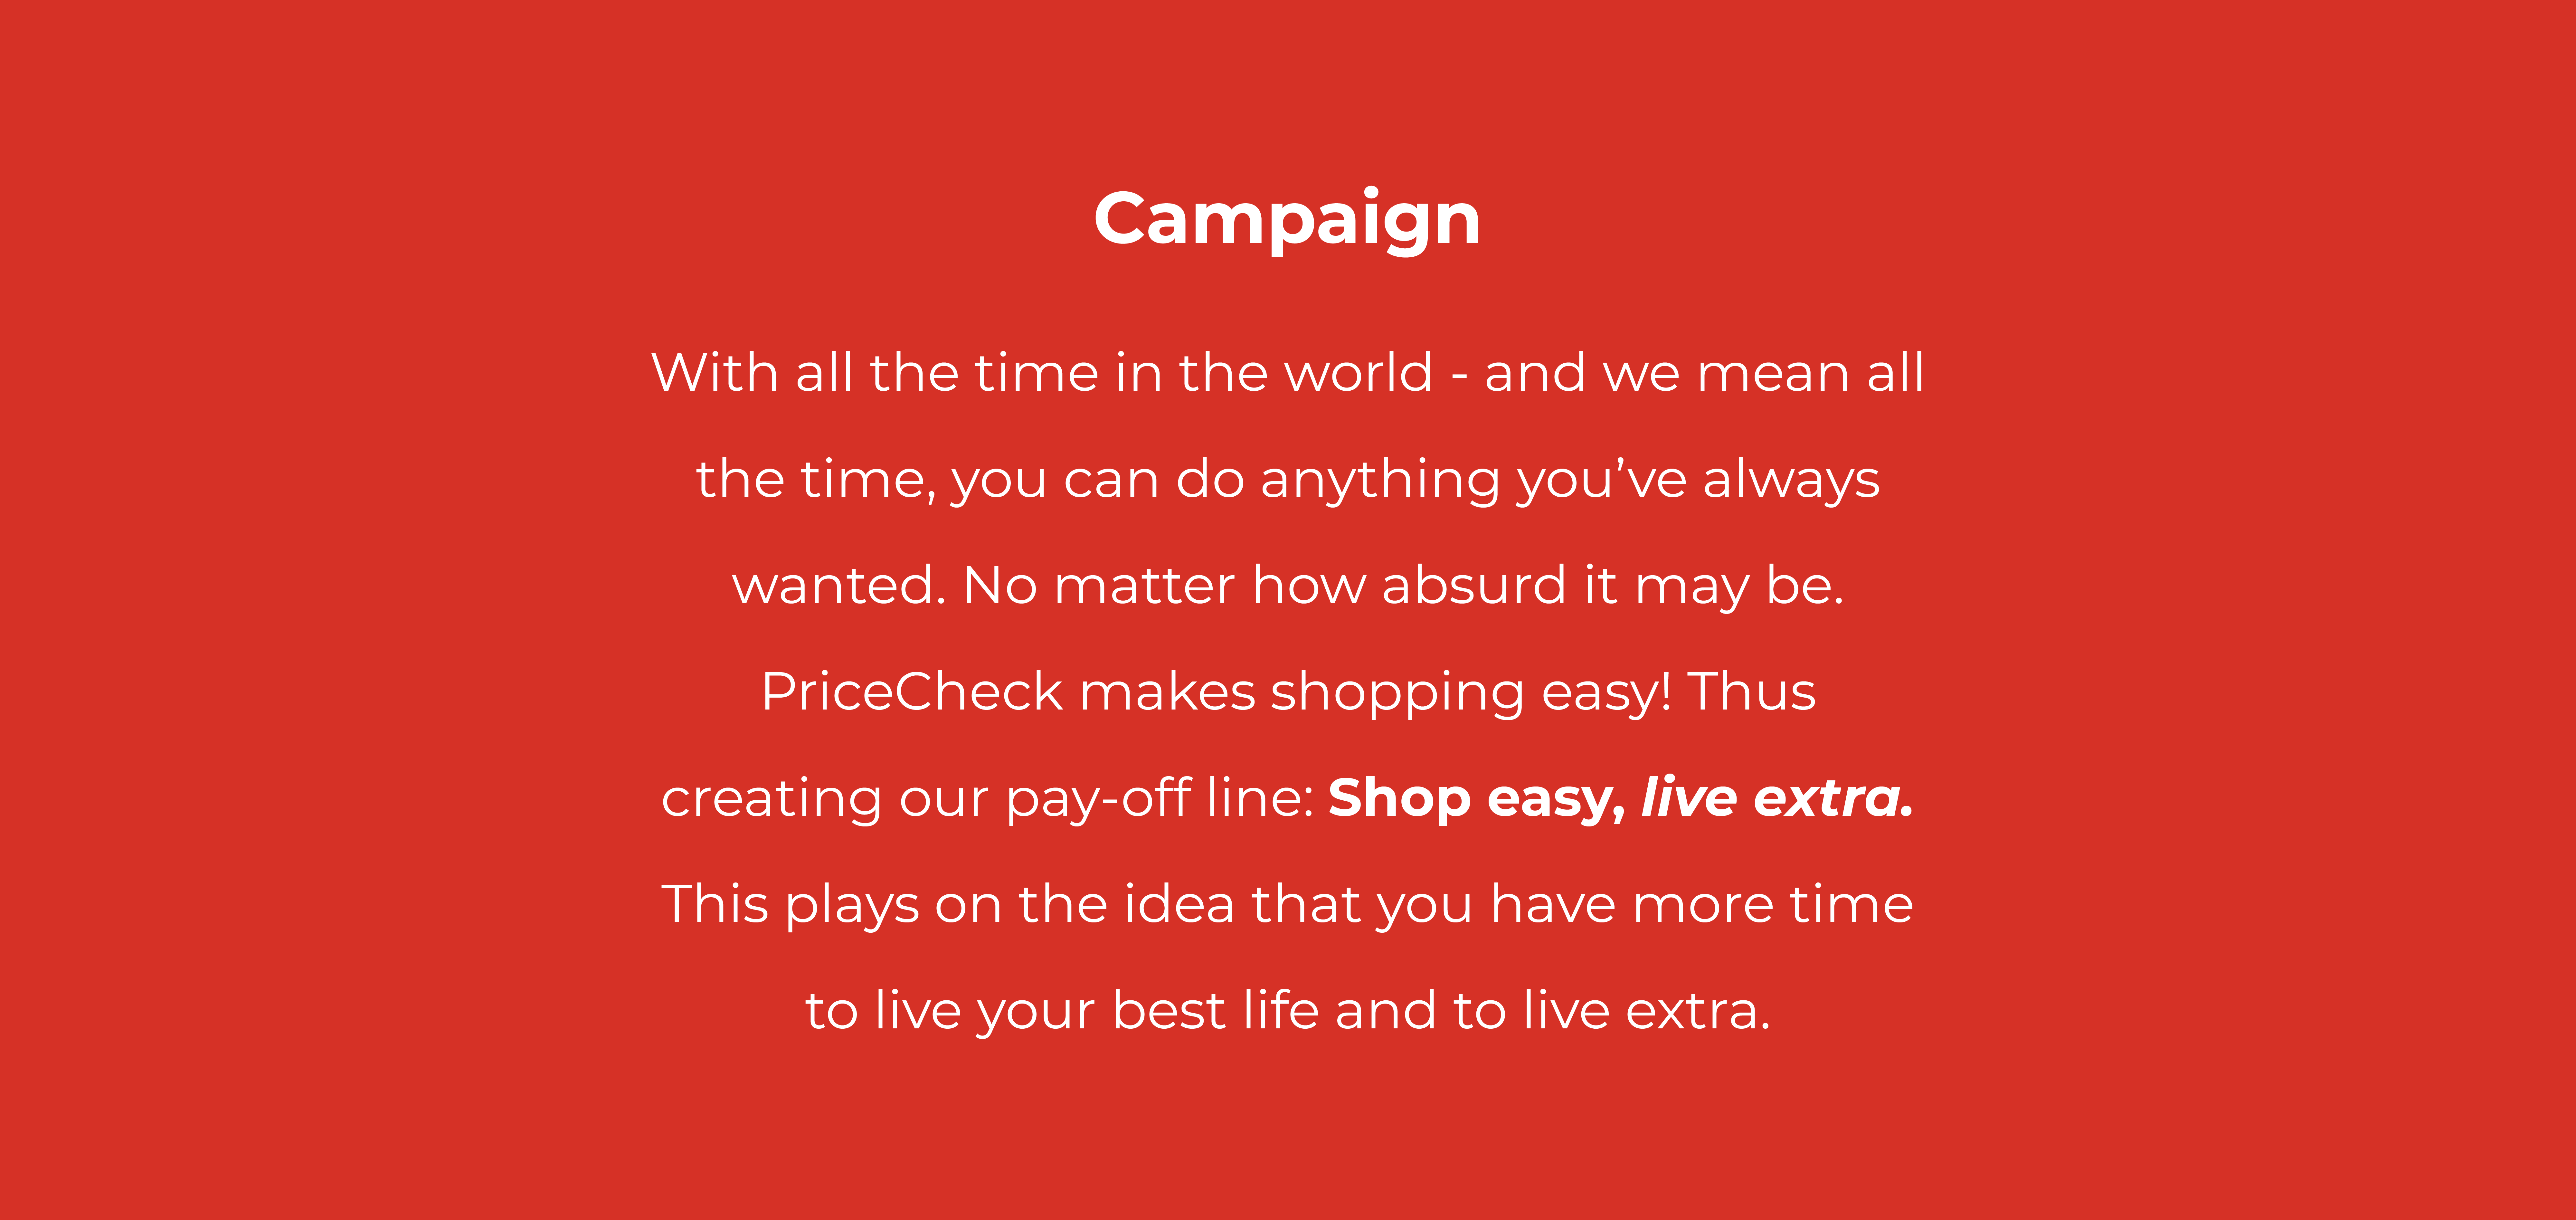 Campaign
With all the time in the world - and we mean all
the time, you can do anything you’ve always
wanted. No matter how absurd it may be.
PriceCheck makes shopping easy! Thus
creating our pay-off line: Shop easy, live extra.
This plays on the idea that you have more time
to live your best life and to live extra.